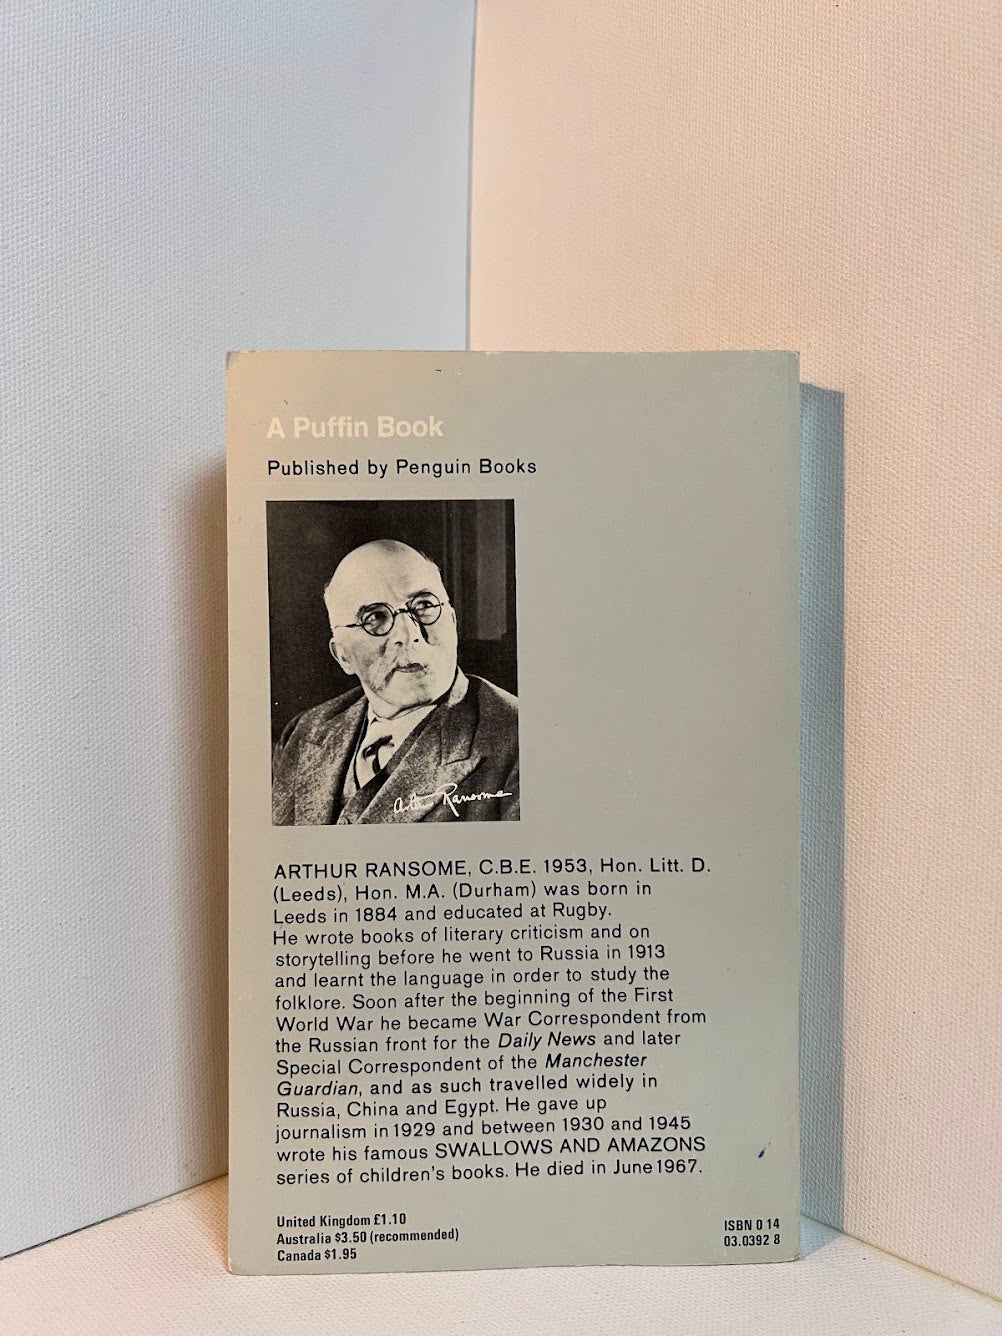 A Puffin Book
Published by Penguin Books
Arthur Ransome
ARTHUR RANSOME, C.B.E. 1953, Hon. Litt. D.
(Leeds), Hon. M.A. (Durham) was born in
Leeds in 1884 and educated at Rugby.
He wrote books of literary criticism and on
storytelling before he went to Russia in 1913
and learnt the language in order to study the
folklore. Soon after the beginning of the First
World War he became War Correspondent from
the Russian front for the Daily News and later
Special Correspondent of the Manchester
Guardian, and as such travelled widely in
Russia, China and Egypt. He gave up
journalism in 1929 and between 1930 and 1945
wrote his famous SWALLOWS AND AMAZONS
series of children's books. He died in June 1967.
United Kingdom £1.10
Australia $3.50 (recommended)
Canada $1.95
ISBN 0 14
03.0392 8